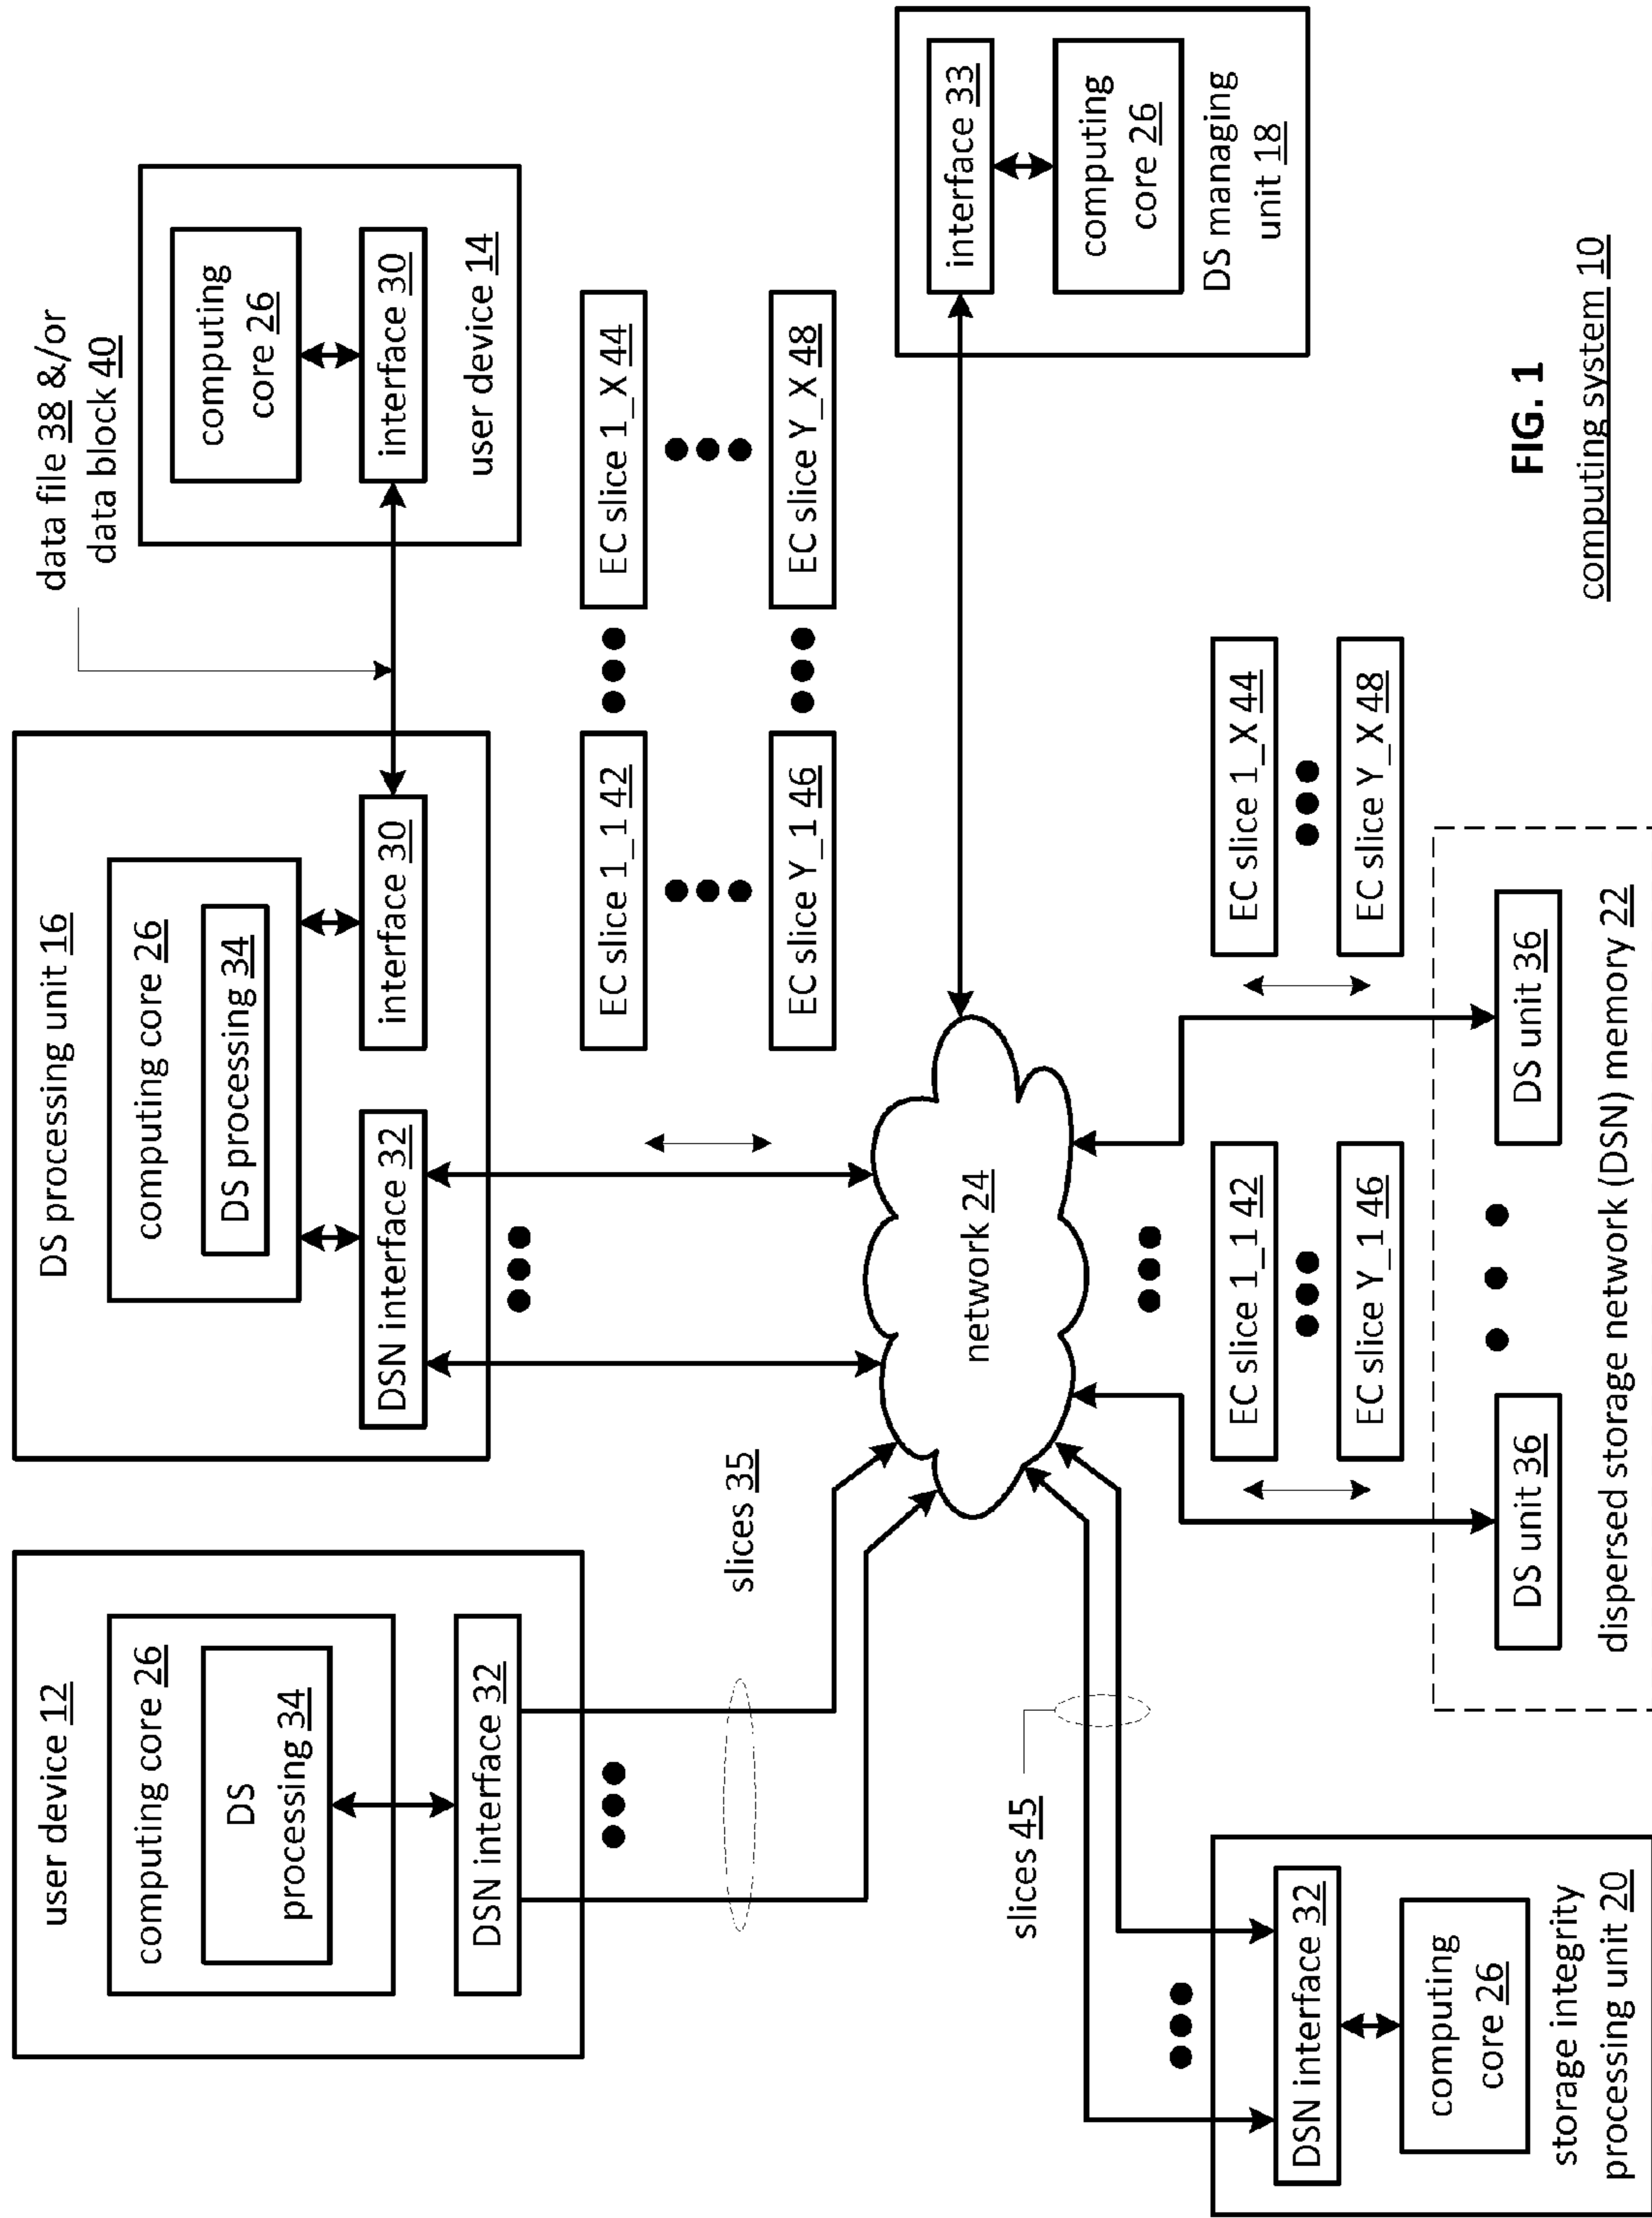 user device 12
computing core 26
DS
processing 34
DSN interface 32
slices 35
DS processing unit 16
computing core 26
DS processing 34
DSN interface 32
interface 30
data file 38 &/or
data block 40
computing
core 26
interface 30
user device 14
EC slice 1_1 42
EC slice 1_X 44
EC slice Y_1 46
EC slice Y_X 48
network 24
interface 33
computing
core 26
DS managing
unit 18
slices 45
DSN interface 32
computing
core 26
storage integrity
processing unit 20
EC slice 1_1 42
EC slice Y_1 46
EC slice 1_X 44
EC slice Y_X 48
DS unit 36
DS unit 36
dispersed storage network (DSN) memory 22
FIG. 1
computing system 10